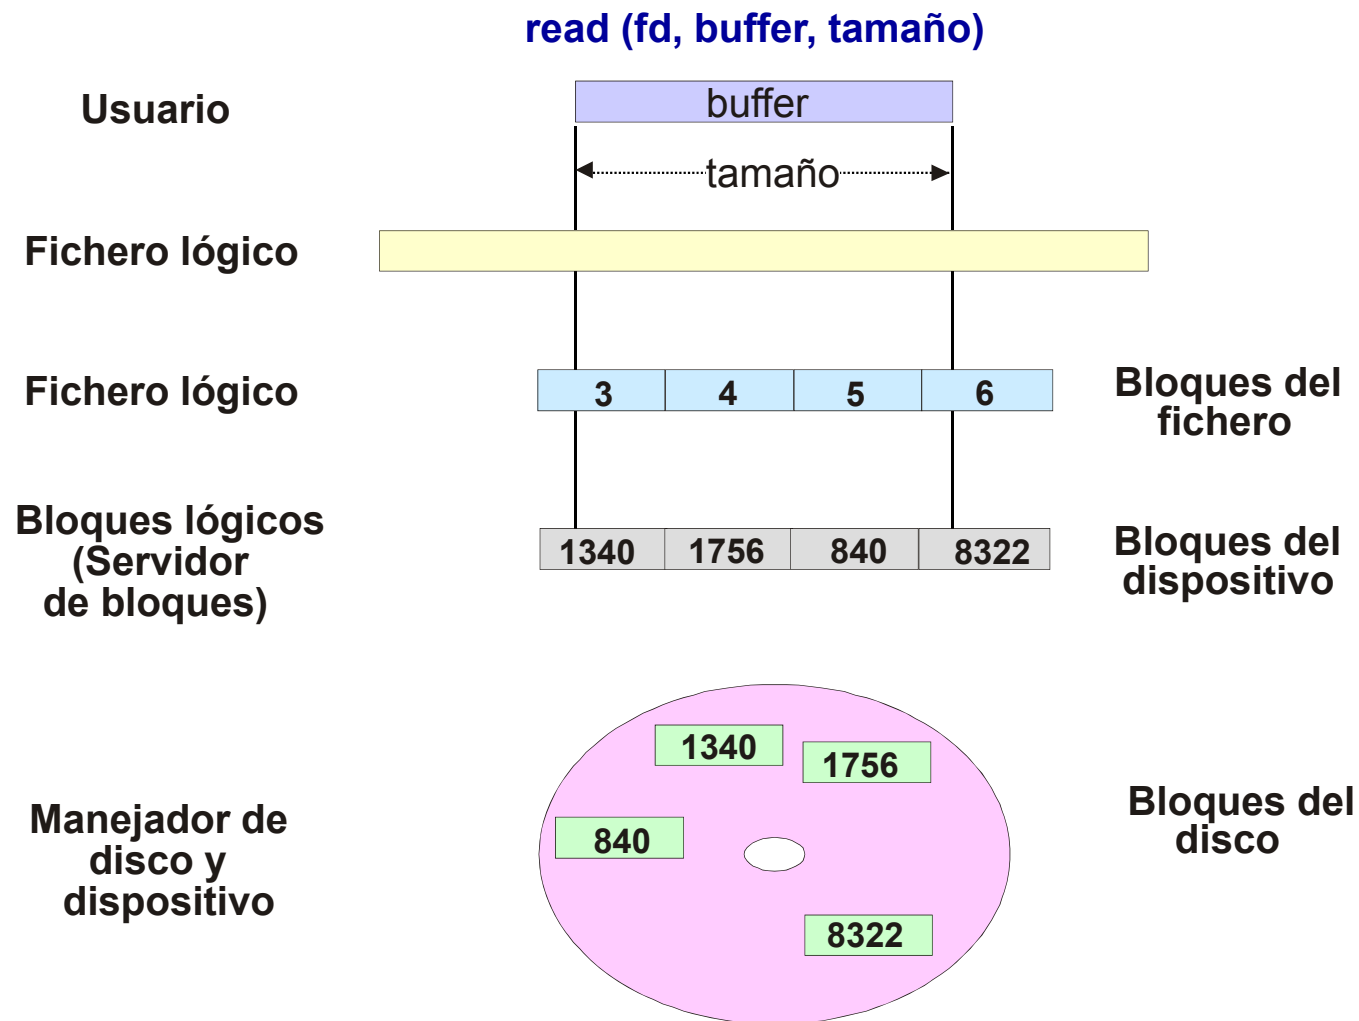 read (fd, buffer, tamaño)
Usuario
buffer
tamaño
Fichero lógico
Fichero lógico
3 4 5 6
Bloques del
fichero
Bloques lógicos
(Servidor
de bloques)
1340 1756 840 8322
Bloques del
dispositivo
1340
1756
840
8322
Manejador de
disco y
dispositivo
Bloques del
disco